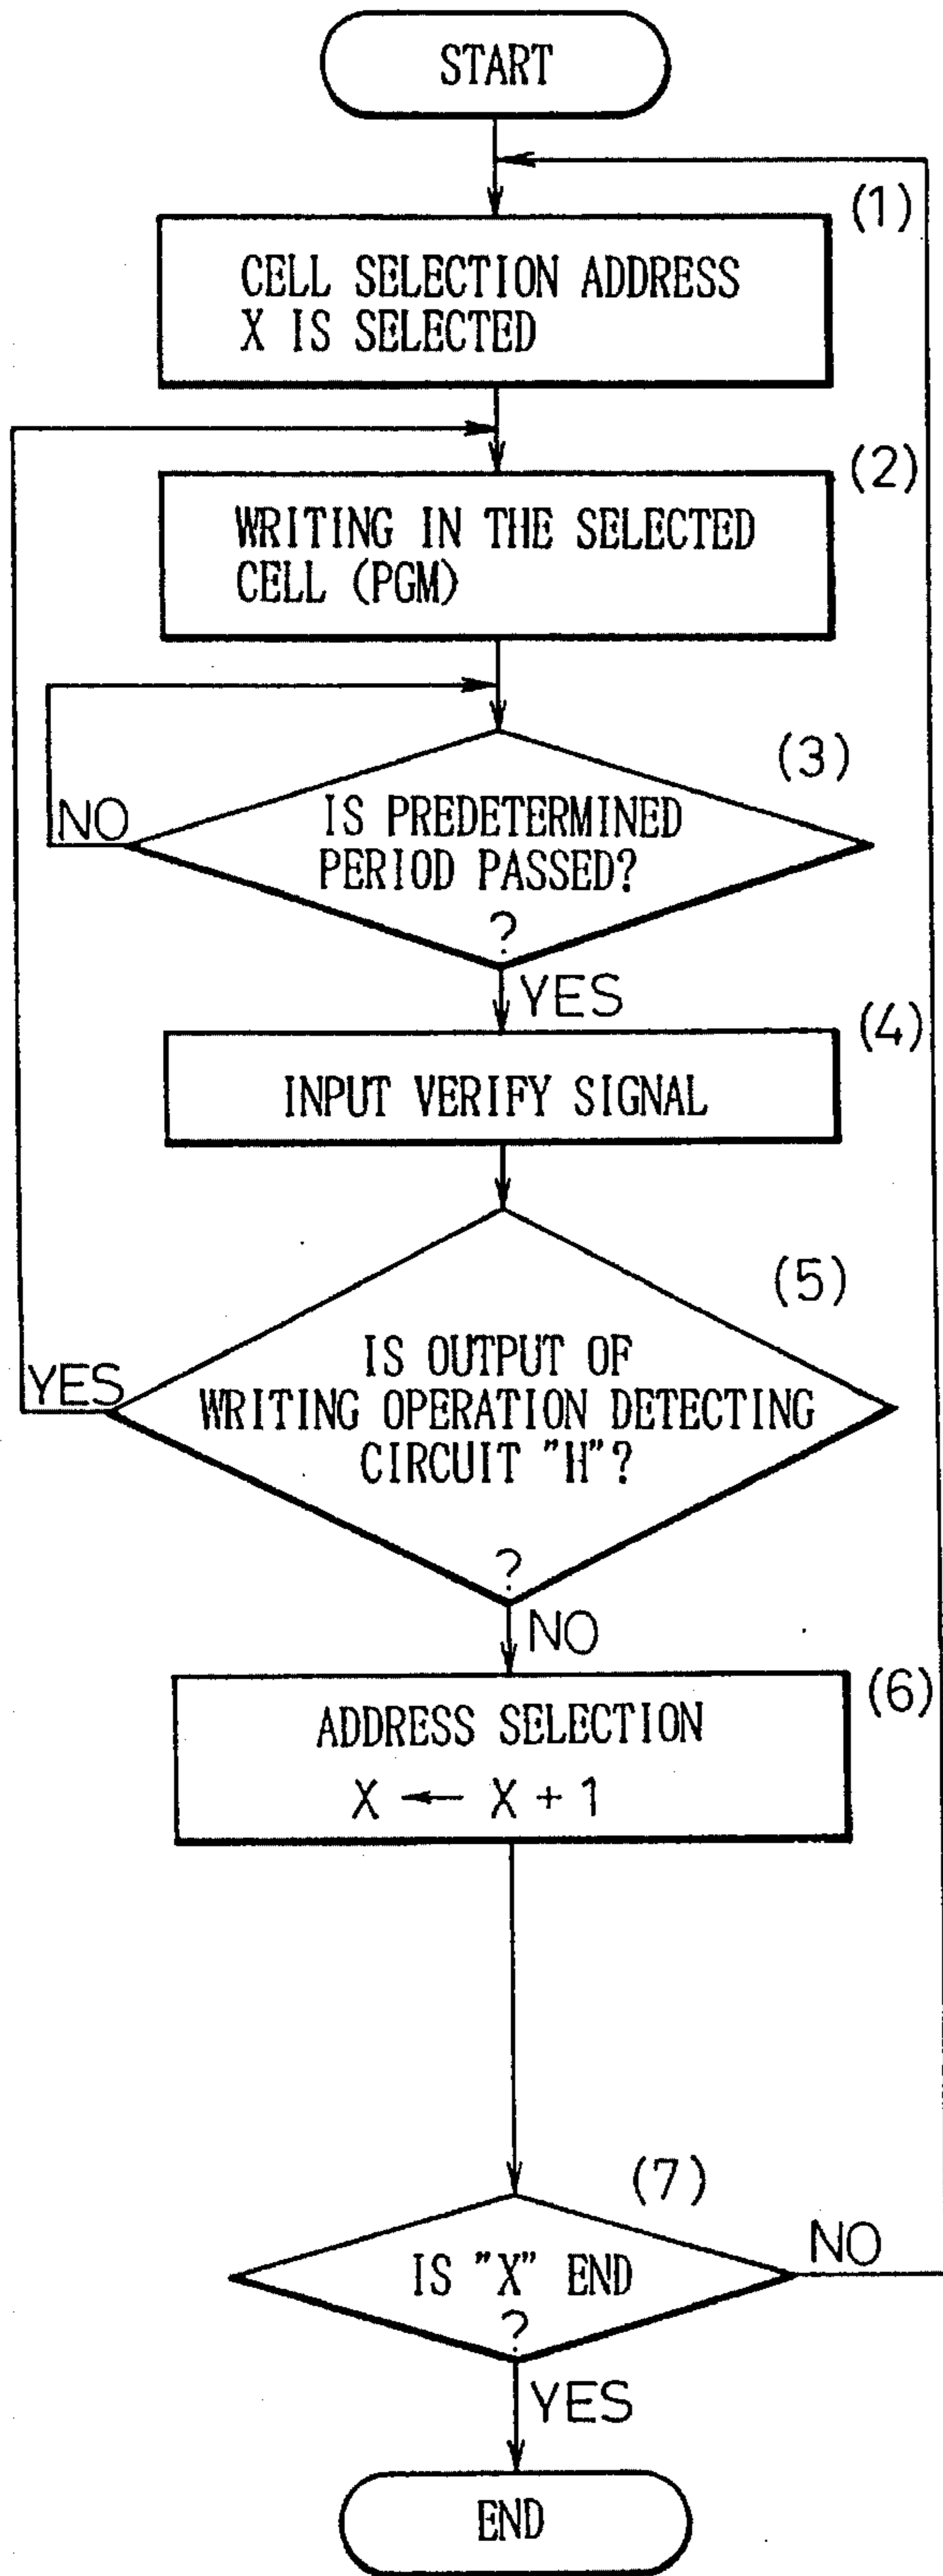 START
(1)
CELL SELECTION ADDRESS
X IS SELECTED
(2)
WRITING IN THE SELECTED
CELL (PGM)
(3)
NO
IS PREDETERMINED
PERIOD PASSED?
?
YES
(4)
INPUT VERIFY SIGNAL
(5)
YES
IS OUTPUT OF
WRITING OPERATION DETECTING
CIRCUIT "H"?
?
NO
(6)
ADDRESS SELECTION
X ← X + 1
(7)
NO
IS "X" END
?
YES
END